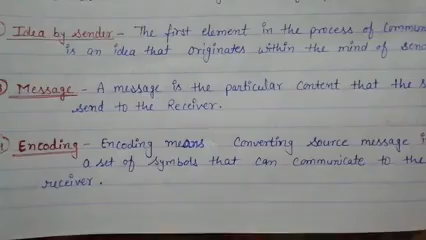 Idea by sender - The first element in the process of
is an idea that originates within the mind of
Message - A message is the particular content that the
send to the Receiver.
Encoding - Encoding means Converting source message
a set of symbols that can communicate to the
receiver.